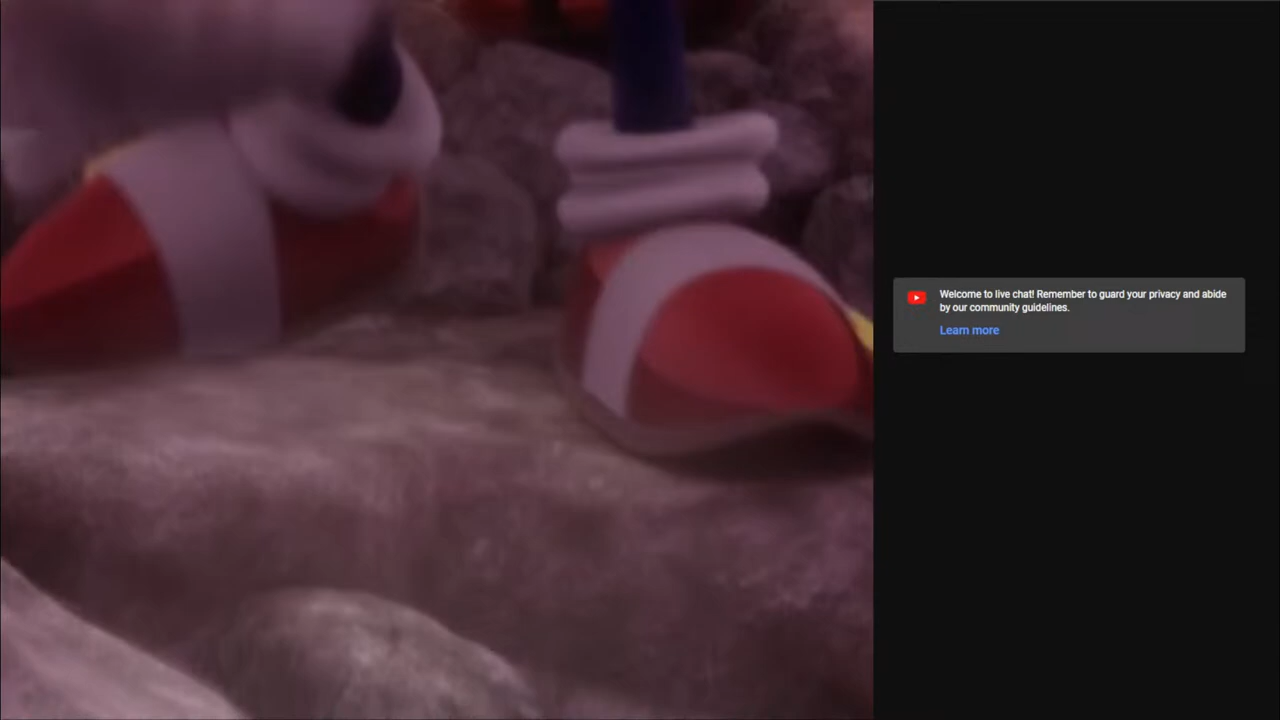 Welcome to live chat! Remember to guard your privacy and abide
by our community guidelines.
Learn more